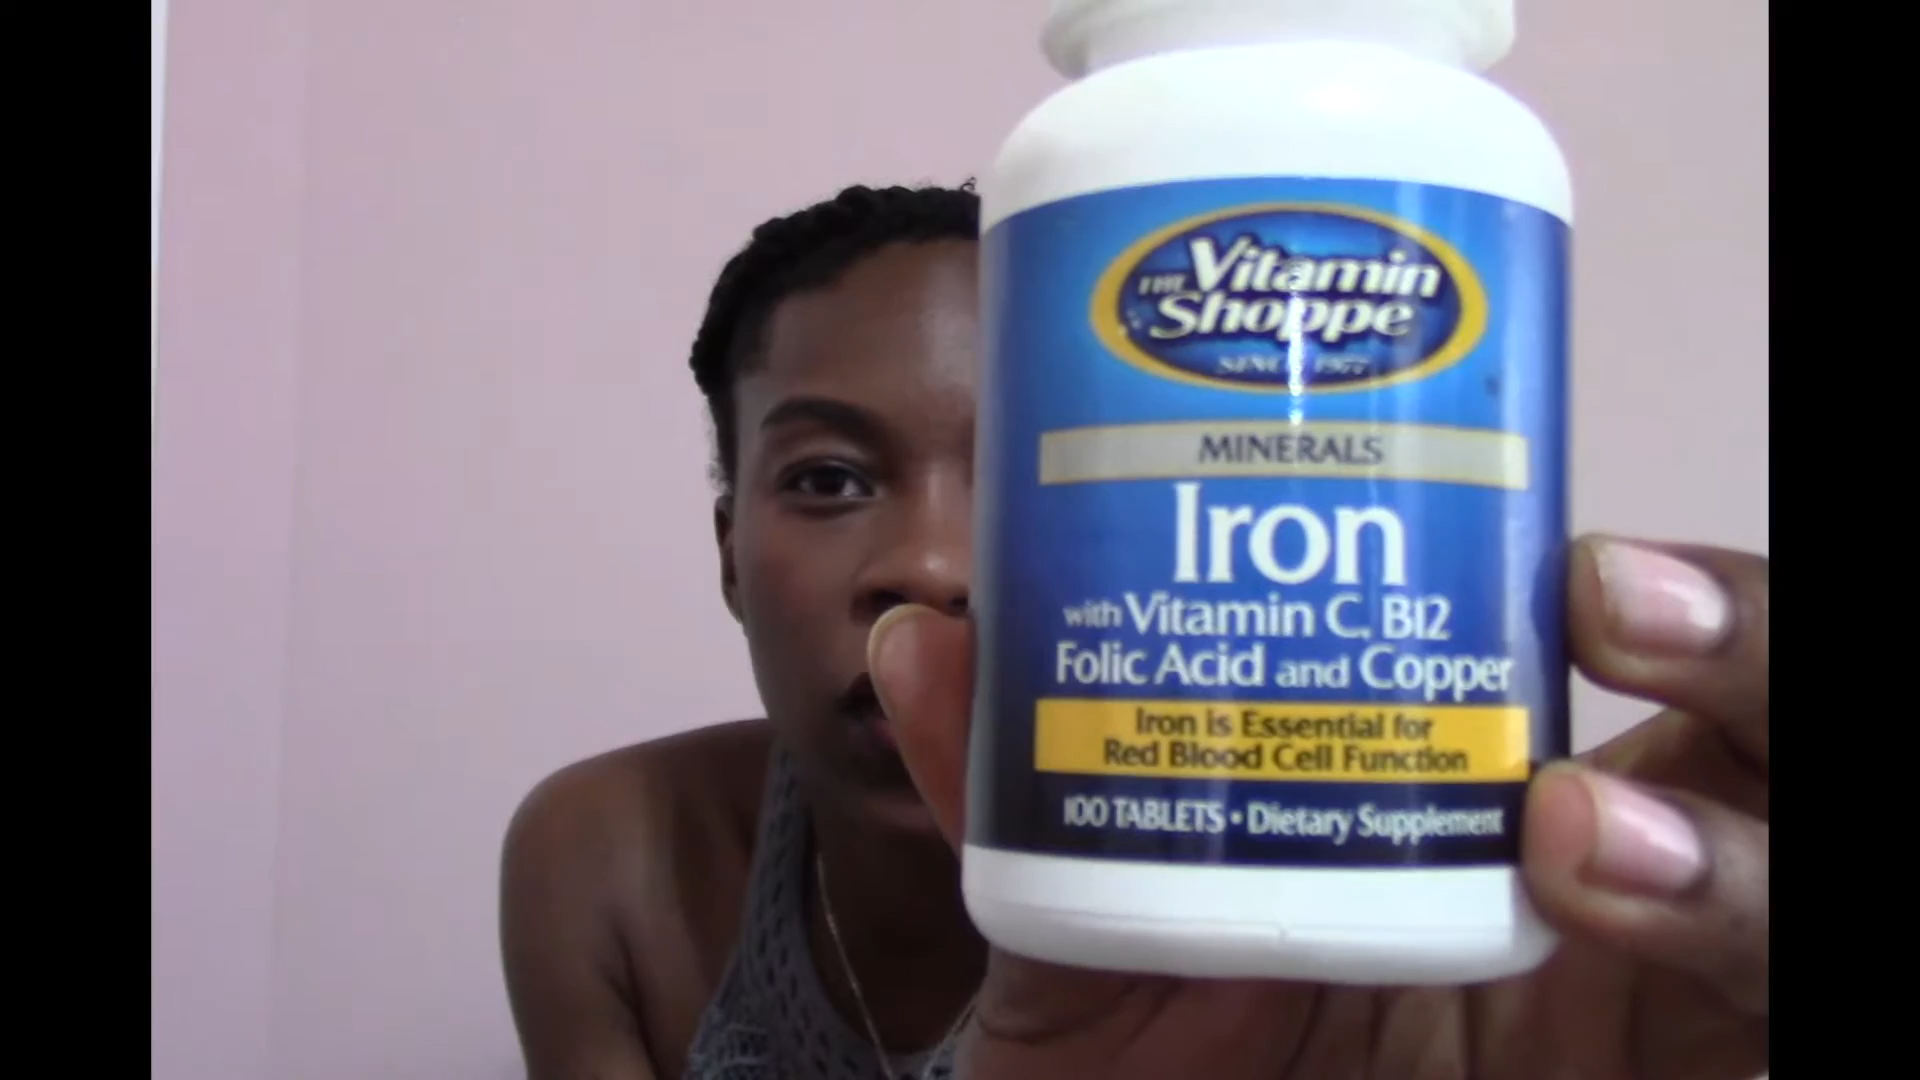 THE Vitamin
Shoppe
SINCE 1977
MINERALS
Iron
with Vitamin C, B12
Folic Acid and Copper
Iron is Essential for
Red Blood Cell Function
100 TABLETS • Dietary Supplement